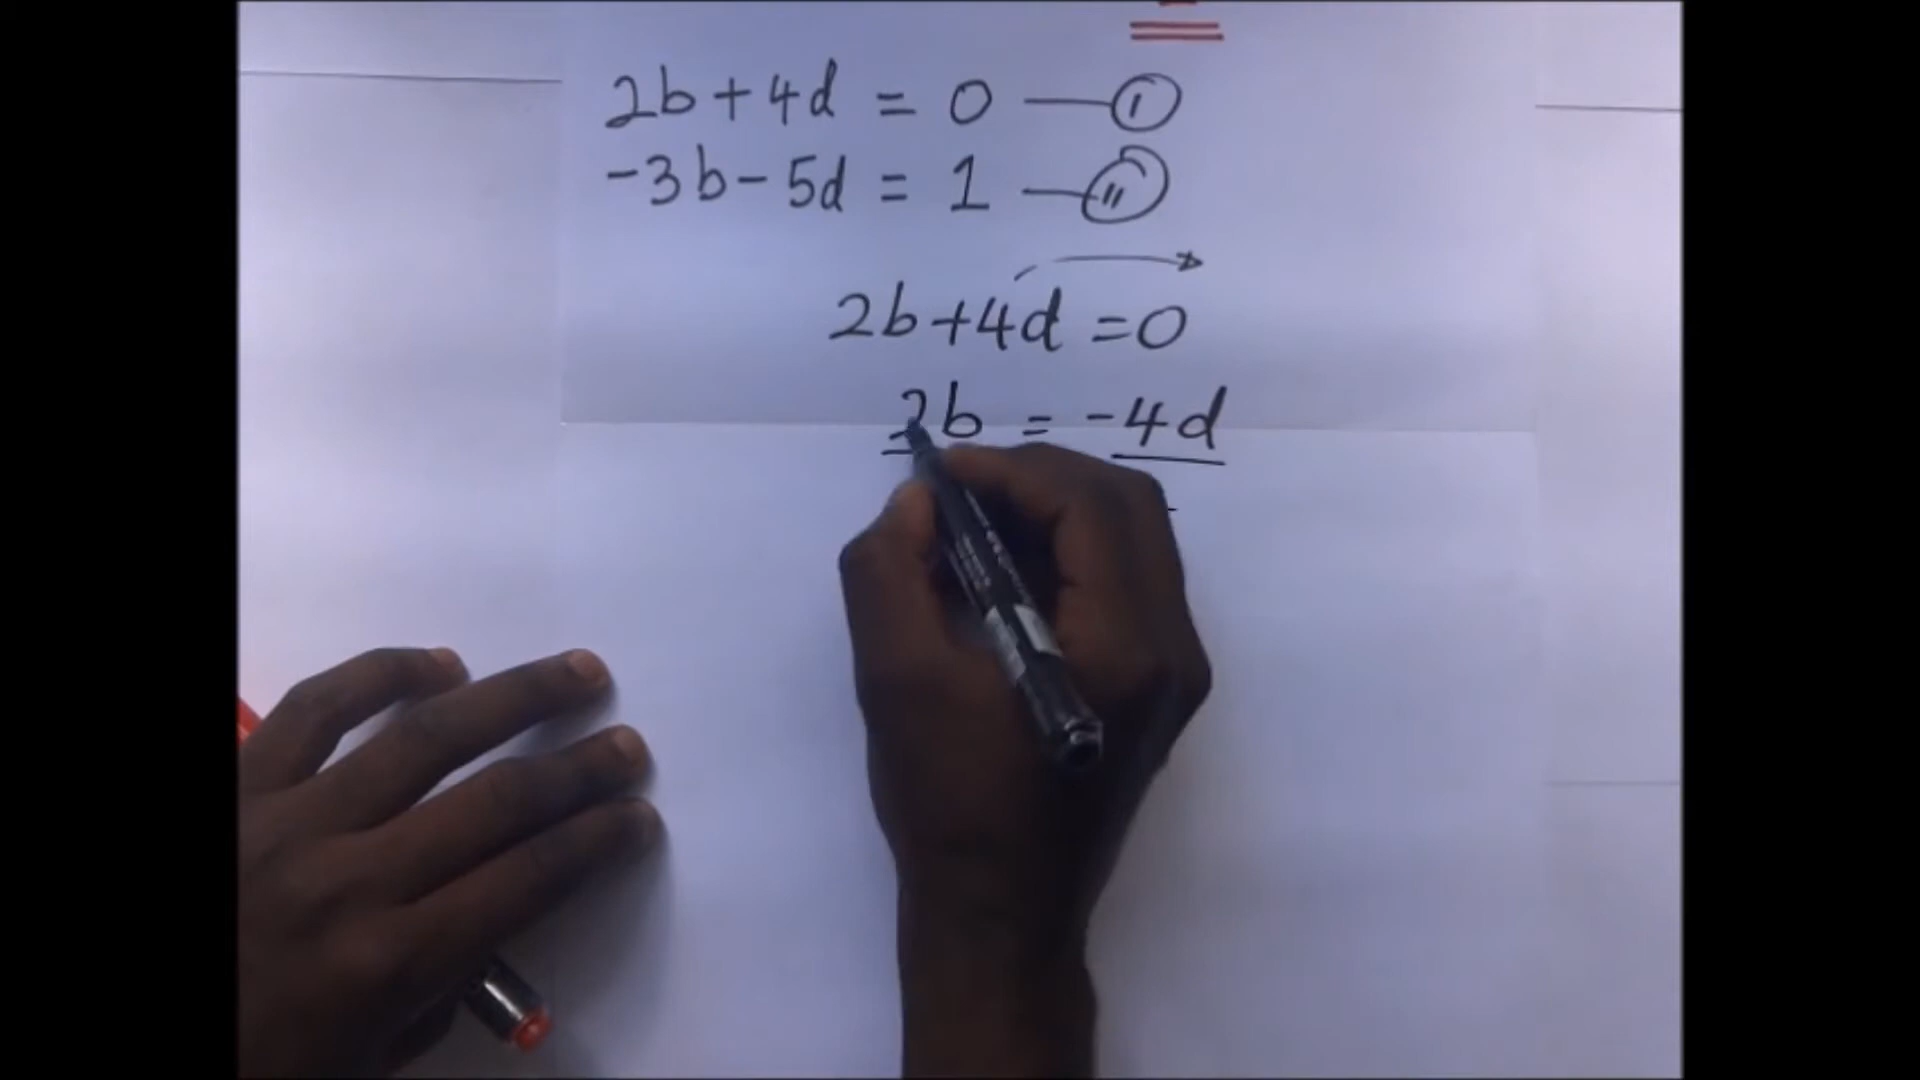 2b+4d = 0 —①
-3b-5d = 1 —(11)
2b+4d =0
2b = -4d